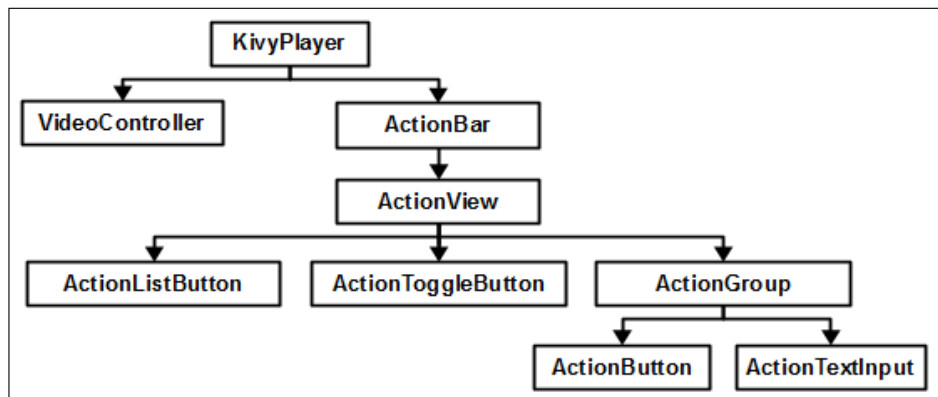 KivyPlayer
VideoController
ActionBar
ActionView
ActionListButton
ActionToggleButton
ActionGroup
ActionButton
ActionTextInput